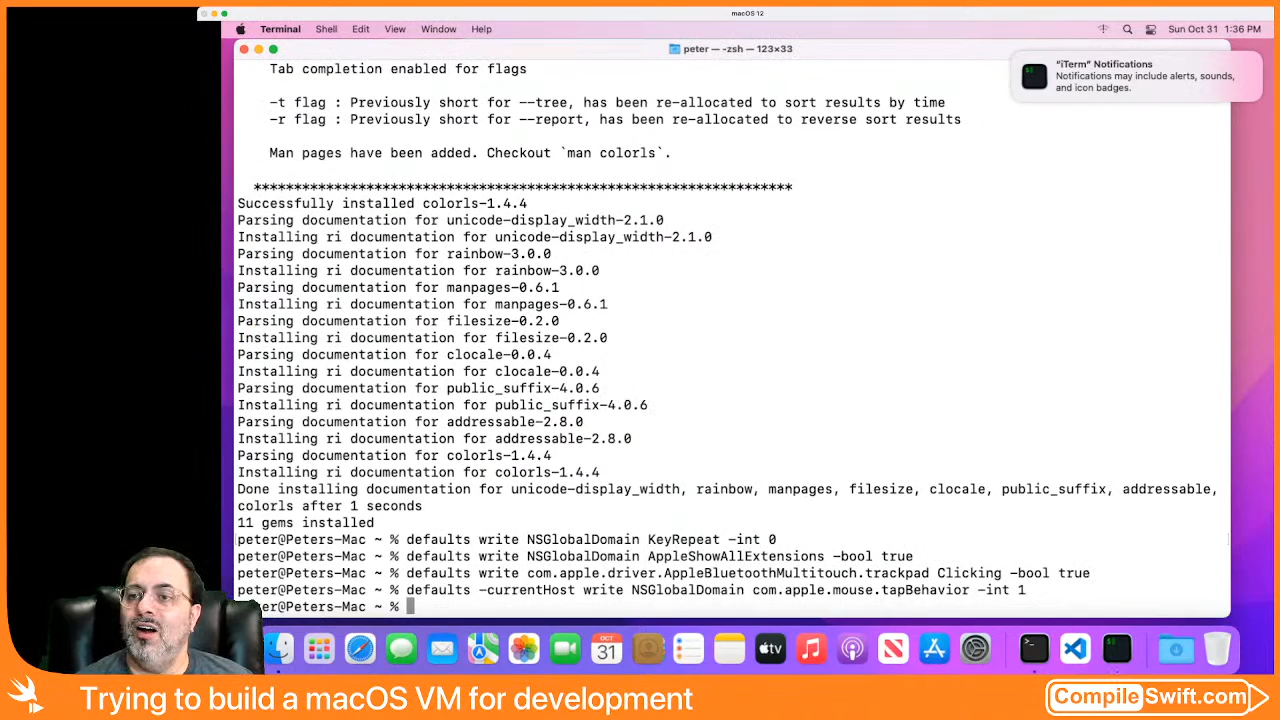 macOS 12
Terminal Shell Edit View Window Help
Sun Oct 31 1:36 PM
peter — -zsh — 123×33
"iTerm" Notifications
Notifications may include alerts, sounds,
and icon badges.
Tab completion enabled for flags
-t flag : Previously short for --tree, has been re-allocated to sort results by time
-r flag : Previously short for --report, has been re-allocated to reverse sort results
Man pages have been added. Checkout `man colorls`.
*******************************************************************
Successfully installed colorls-1.4.4
Parsing documentation for unicode-display_width-2.1.0
Installing ri documentation for unicode-display_width-2.1.0
Parsing documentation for rainbow-3.0.0
Installing ri documentation for rainbow-3.0.0
Parsing documentation for manpages-0.6.1
Installing ri documentation for manpages-0.6.1
Parsing documentation for filesize-0.2.0
Installing ri documentation for filesize-0.2.0
Parsing documentation for clocale-0.0.4
Installing ri documentation for clocale-0.0.4
Parsing documentation for public_suffix-4.0.6
Installing ri documentation for public_suffix-4.0.6
Parsing documentation for addressable-2.8.0
Installing ri documentation for addressable-2.8.0
Parsing documentation for colorls-1.4.4
Installing ri documentation for colorls-1.4.4
Done installing documentation for unicode-display_width, rainbow, manpages, filesize, clocale, public_suffix, addressable,
colorls after 1 seconds
11 gems installed
peter@Peters-Mac ~ % defaults write NSGlobalDomain KeyRepeat -int 0
peter@Peters-Mac ~ % defaults write NSGlobalDomain AppleShowAllExtensions -bool true
peter@Peters-Mac ~ % defaults write com.apple.driver.AppleBluetoothMultitouch.trackpad Clicking -bool true
peter@Peters-Mac ~ % defaults -currentHost write NSGlobalDomain com.apple.mouse.tapBehavior -int 1
peter@Peters-Mac ~ %
OCT
31
tv
Trying to build a macOS VM for development
CompileSwift.com